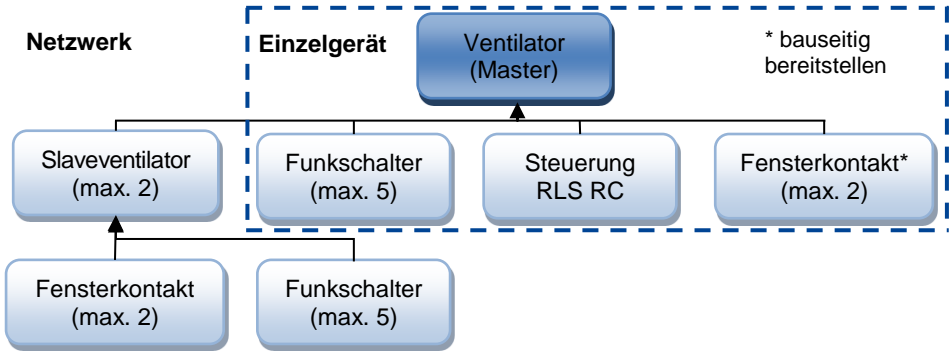 Netzwerk
Einzelgerät
Ventilator
(Master)
* bauseitig
bereitstellen
Slaveventilator
(max. 2)
Funkschalter
(max. 5)
Steuerung
RLS RC
Fensterkontakt*
(max. 2)
Fensterkontakt
(max. 2)
Funkschalter
(max. 5)